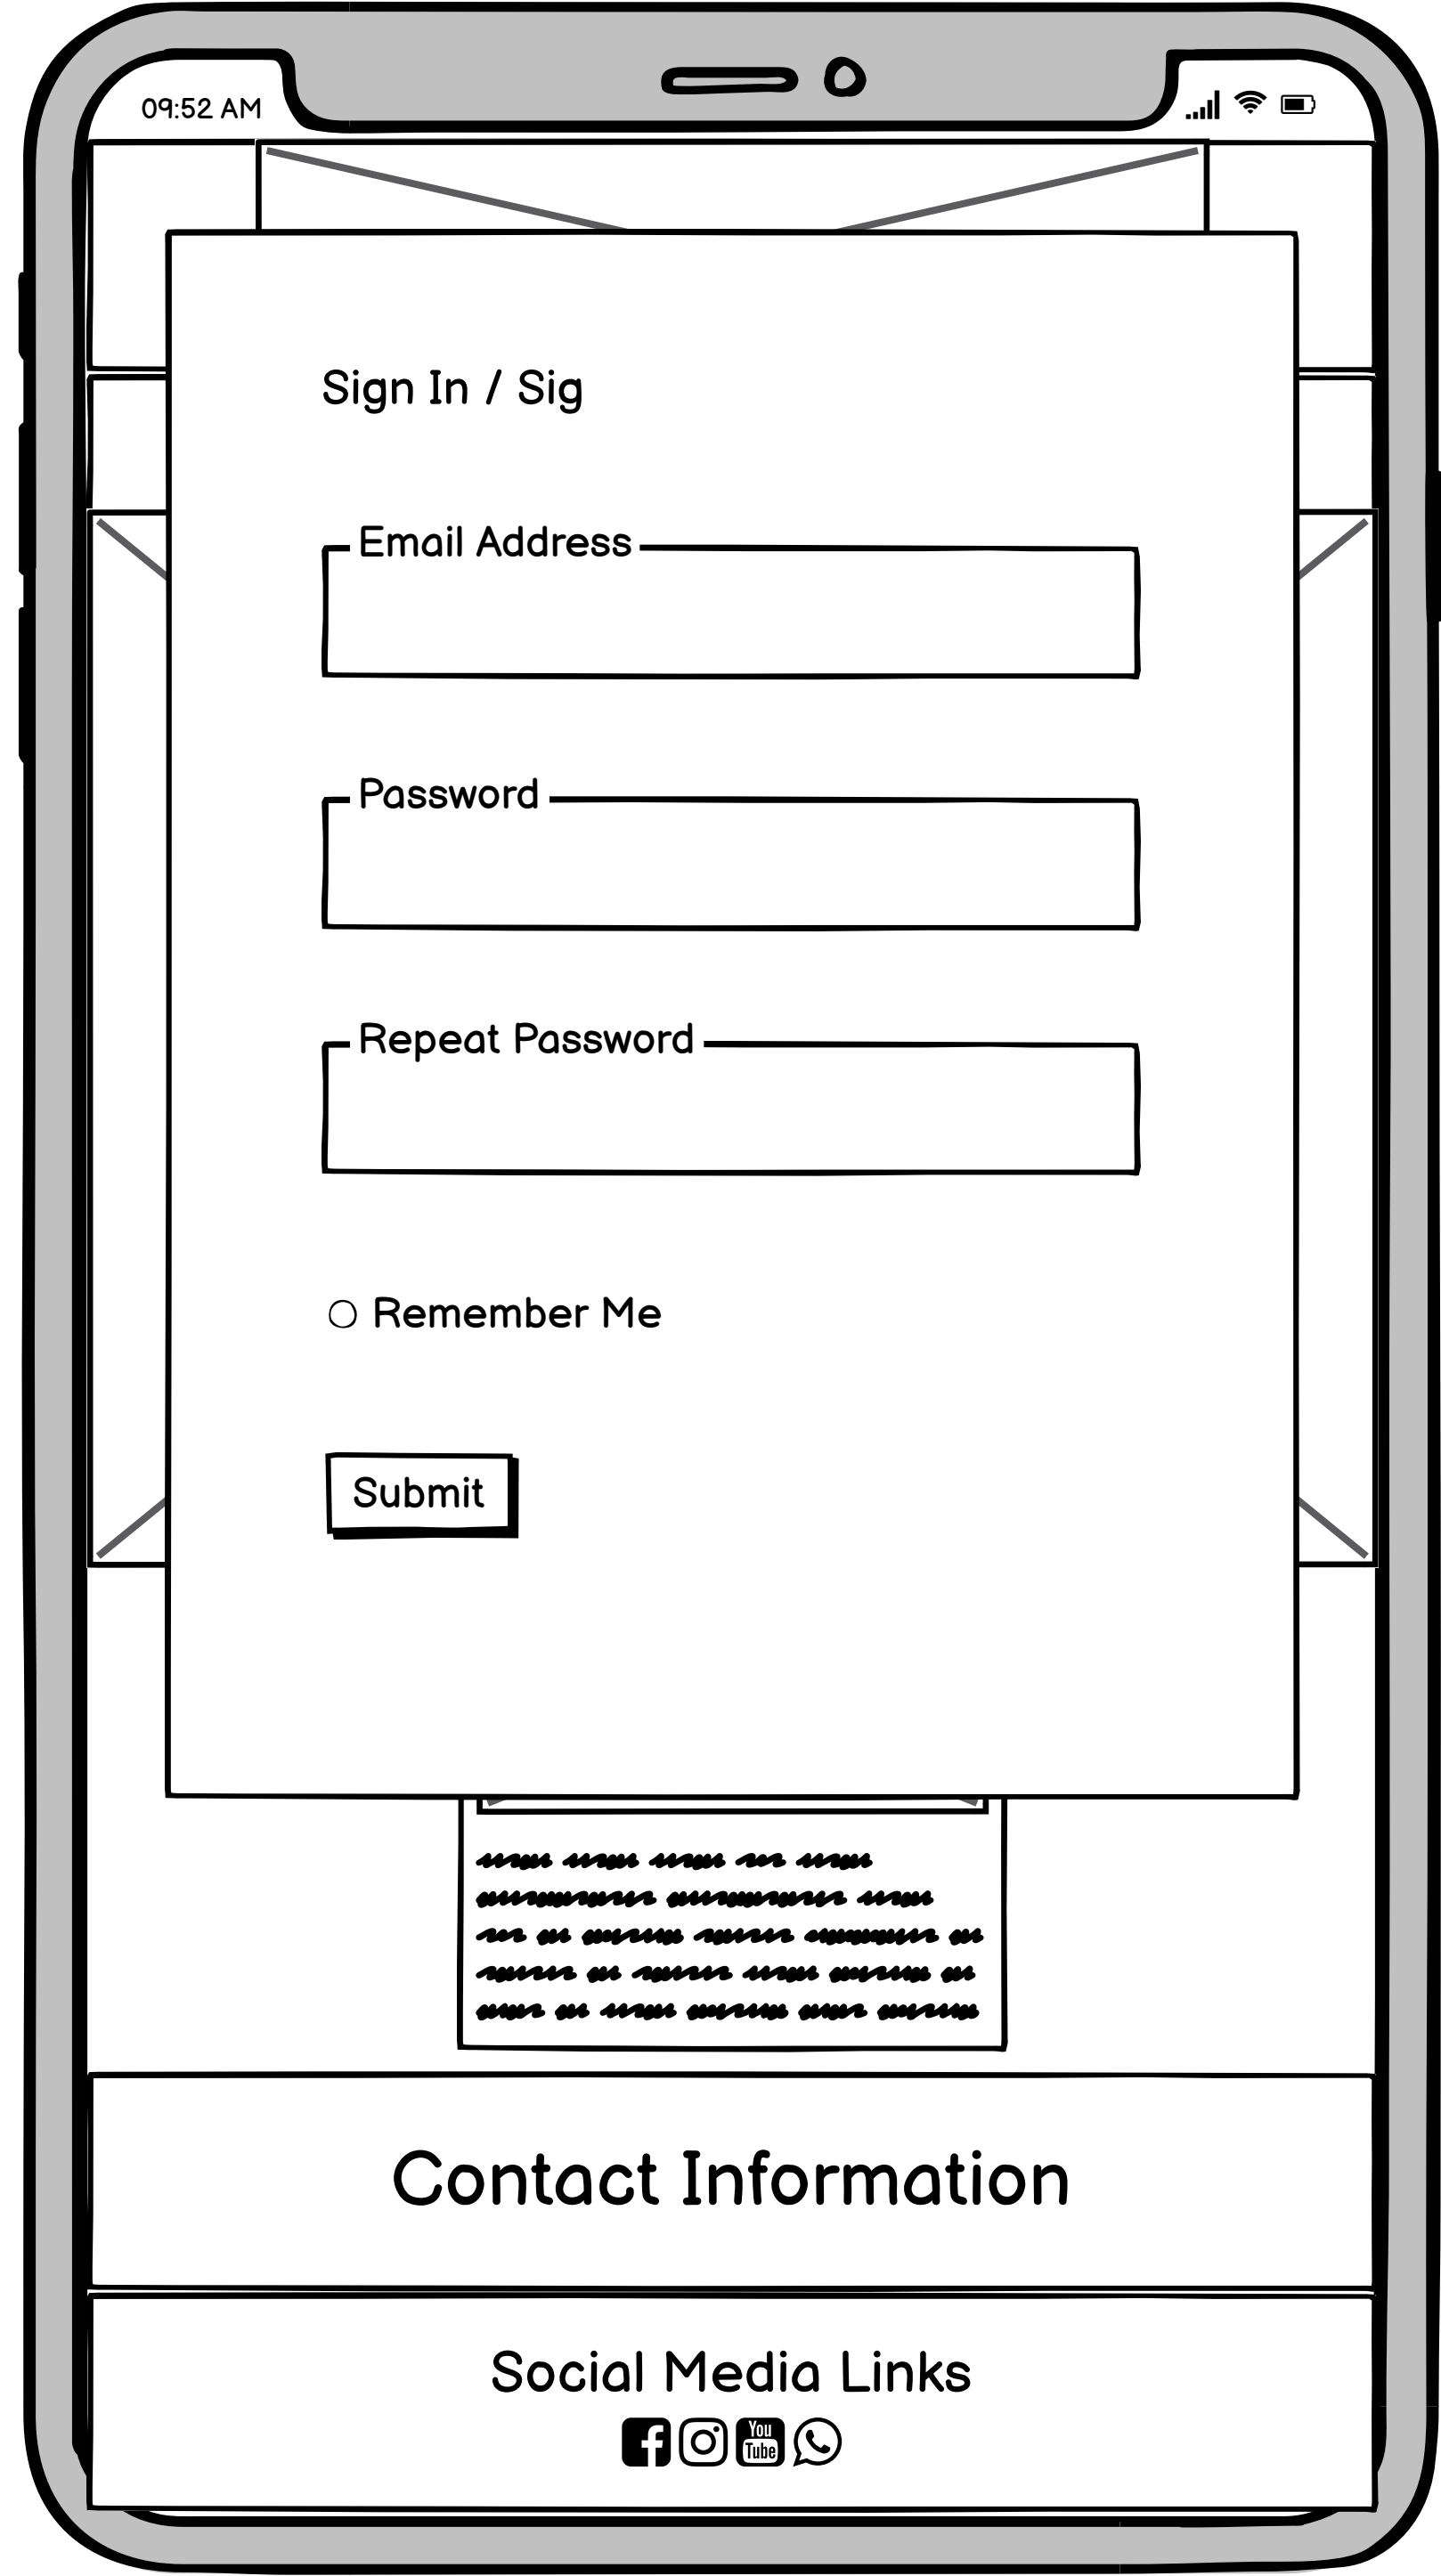 09:52 AM
Sign In / Sig
Email Address
Password
Repeat Password
Remember Me
Submit
Contact Information
Social Media Links
You
Tube